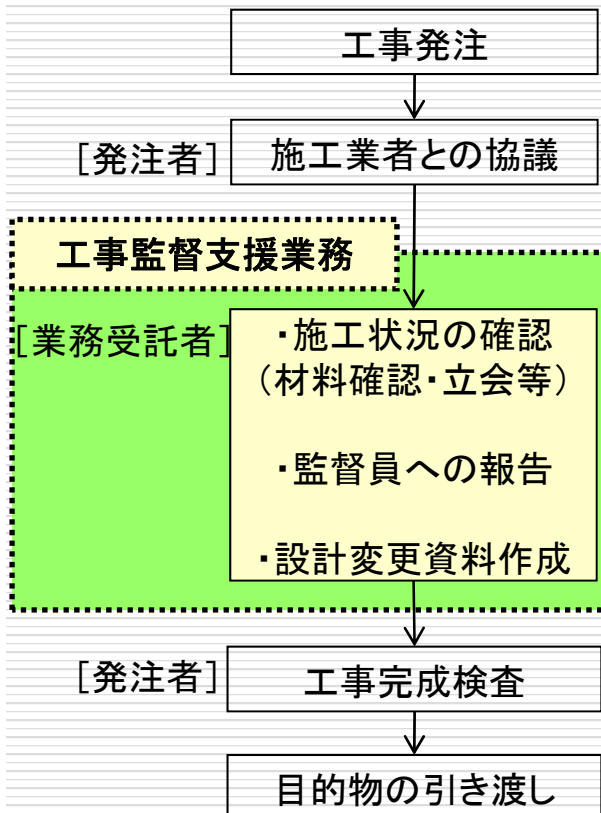 工事発注
[発注者]
施工業者との協議
工事監督支援業務
[業務受託者]
・施工状況の確認
（材料確認・立会等）
・監督員への報告
・設計変更資料作成
[発注者]
工事完成検査
目的物の引き渡し